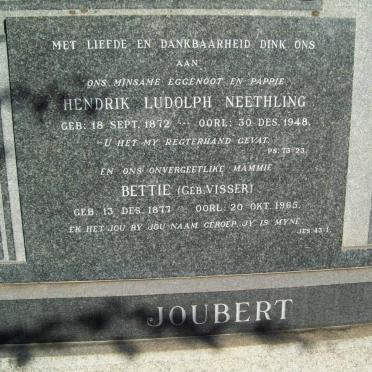 MET LIEFDE EN DANKBAARHEID DINK ONS
AAN
ONS MINSAME EGGENOOT EN PAPPIE
HENDRIK LUDOLPH NEETHLING
GEB: 18 SEPT. 1872 — OORL: 30 DES. 1948.
"U HET MY REGTERHAND GEVAT."
PS. 73-23.
EN ONS ONVERGEETLIKE MAMMIE
BETTIE (GEB. VISSER)
GEB. 13 DES. 1877 — OORL: 20 OKT. 1965.
EK HET JOU BY JOU NAAM GEROEP, JY IS MYNE.
JES. 43-1.
JOUBERT